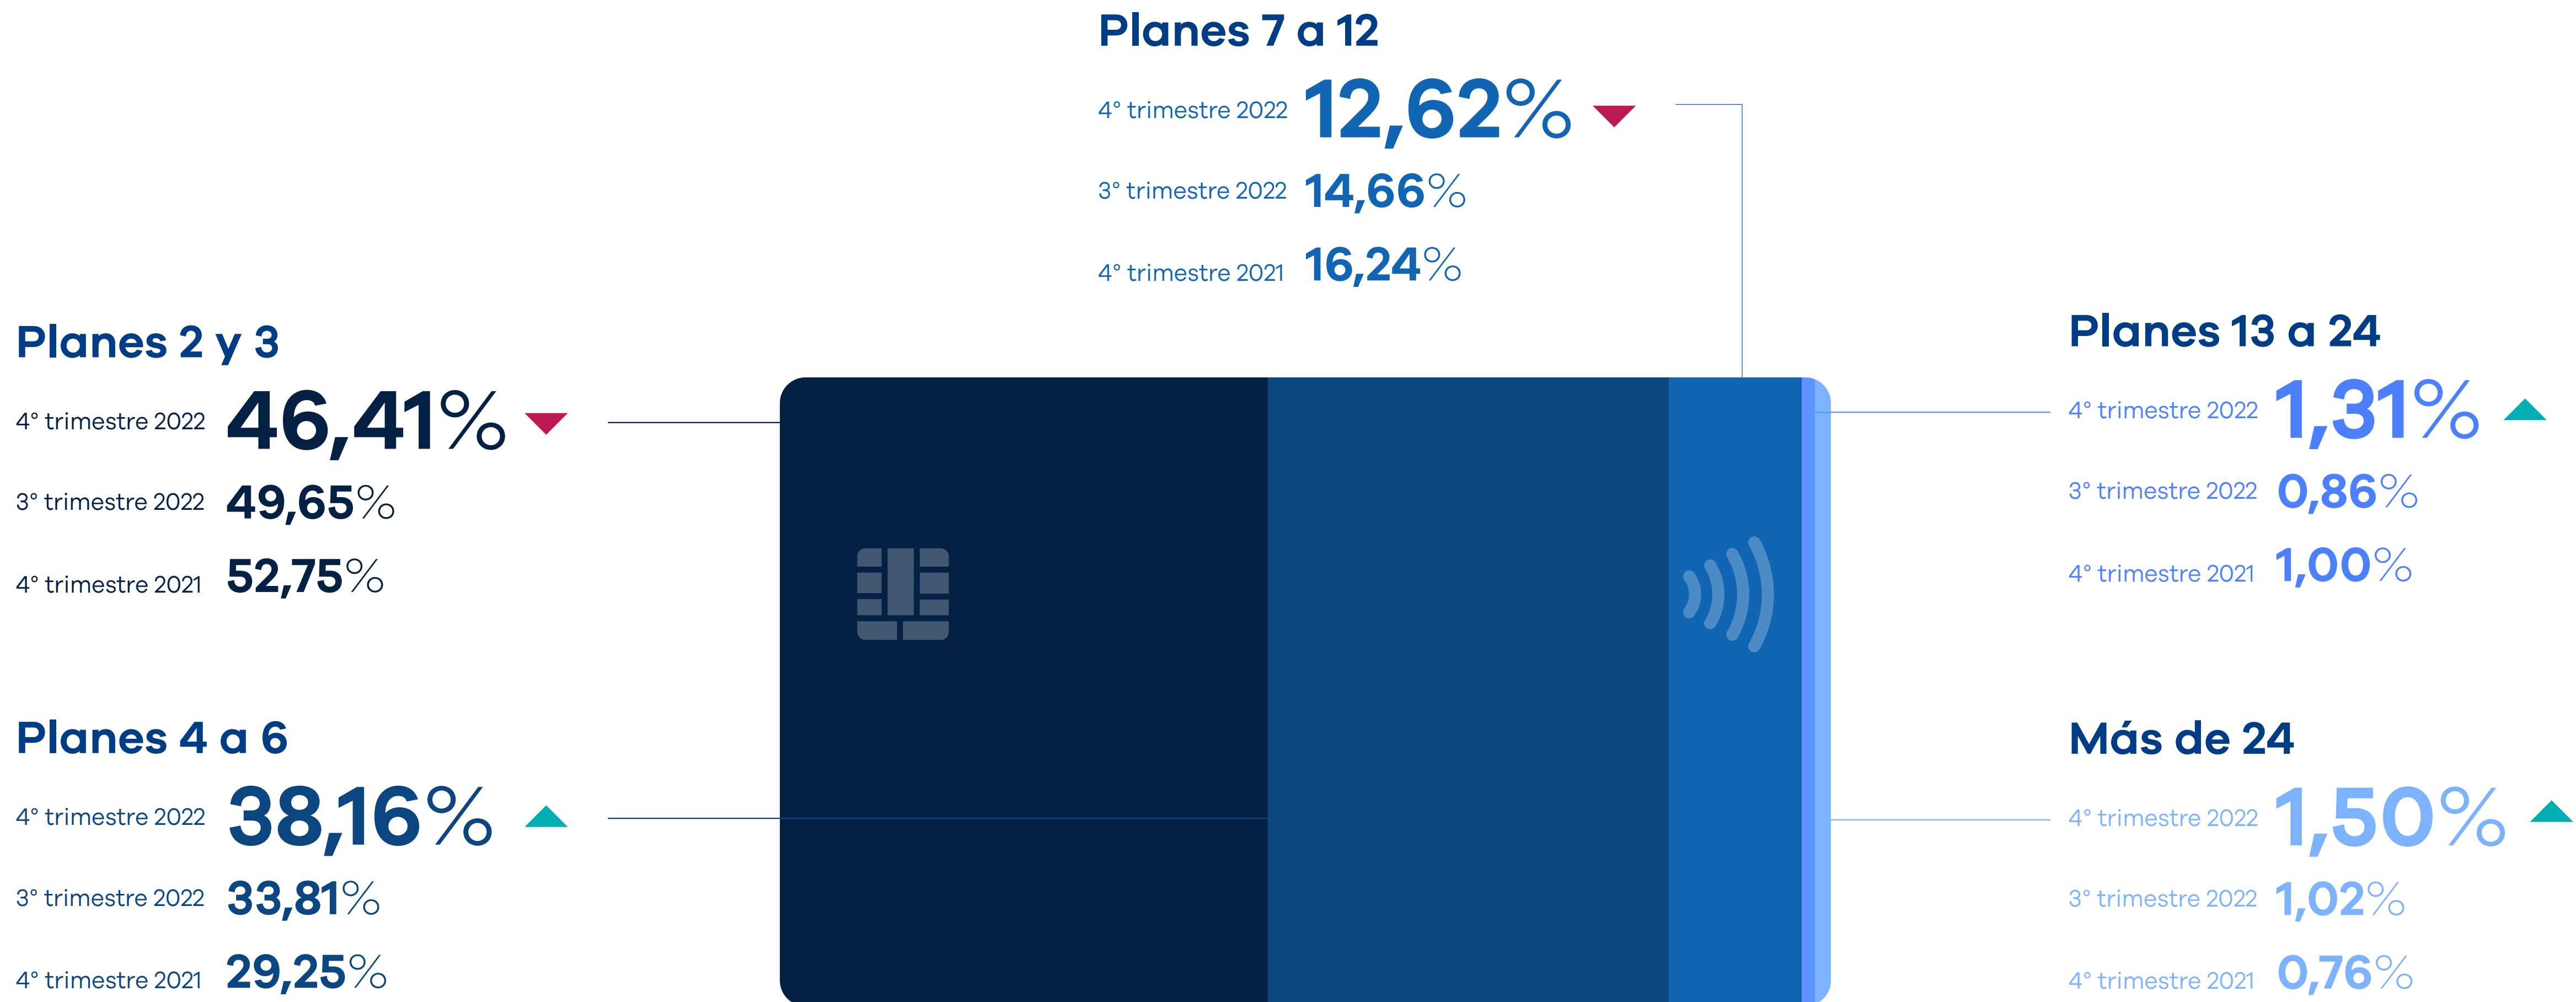 Planes 7 a 12
4° trimestre 2022 12,62%
3° trimestre 2022 14,66%
4° trimestre 2021 16,24%
Planes 2 y 3
4° trimestre 2022 46,41%
3° trimestre 2022 49,65%
4° trimestre 2021 52,75%
Planes 4 a 6
4° trimestre 2022 38,16%
3° trimestre 2022 33,81%
4° trimestre 2021 29,25%
Planes 13 a 24
4° trimestre 2022 1,31%
3° trimestre 2022 0,86%
4° trimestre 2021 1,00%
Más de 24
4° trimestre 2022 1,50%
3° trimestre 2022 1,02%
4° trimestre 2021 0,76%